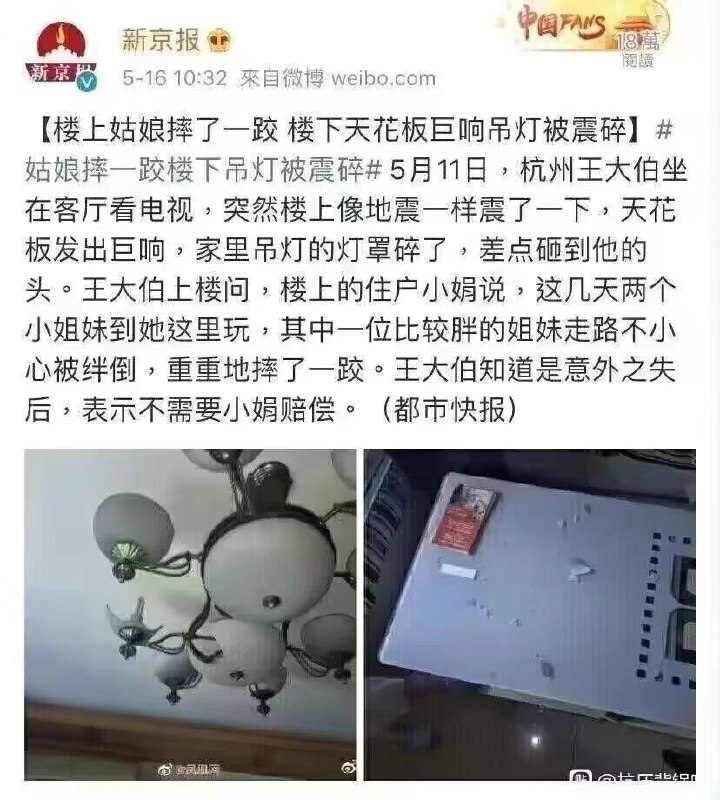 新京报
中国FANS
18萬
閱讀
新京报
5-16 10:32 來自微博 weibo.com
【楼上姑娘摔了一跤 楼下天花板巨响吊灯被震碎】#
姑娘摔一跤楼下吊灯被震碎# 5月11日，杭州王大伯坐
在客厅看电视，突然楼上像地震一样震了一下，天花
板发出巨响，家里吊灯的灯罩碎了，差点砸到他的
头。王大伯上楼问，楼上的住户小娟说，这几天两个
小姐妹到她这里玩，其中一位比较胖的姐妹走路不小
心被绊倒，重重地摔了一跤。王大伯知道是意外之失
后，表示不需要小娟赔偿。（都市快报）
@凤凰网